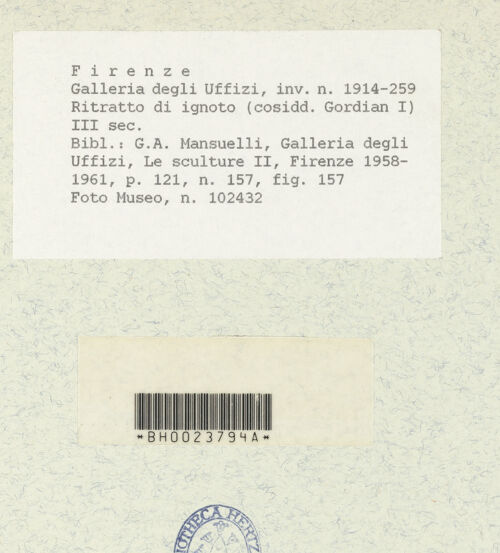 F i r e n z e
Galleria degli Uffizi, inv. n. 1914-259
Ritratto di ignoto (cosidd. Gordian I)
III sec.
Bibl.: G.A. Mansuelli, Galleria degli
Uffizi, Le sculture II, Firenze 1958-
1961, p. 121, n. 157, fig. 157
Foto Museo, n. 102432
*BH0023794A*